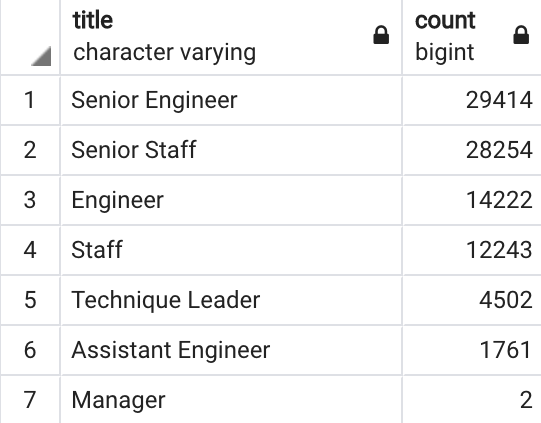 title count
character varying bigint
1 Senior Engineer 29414
2 Senior Staff 28254
3 Engineer 14222
4 Staff 12243
5 Technique Leader 4502
6 Assistant Engineer 1761
7 Manager 2